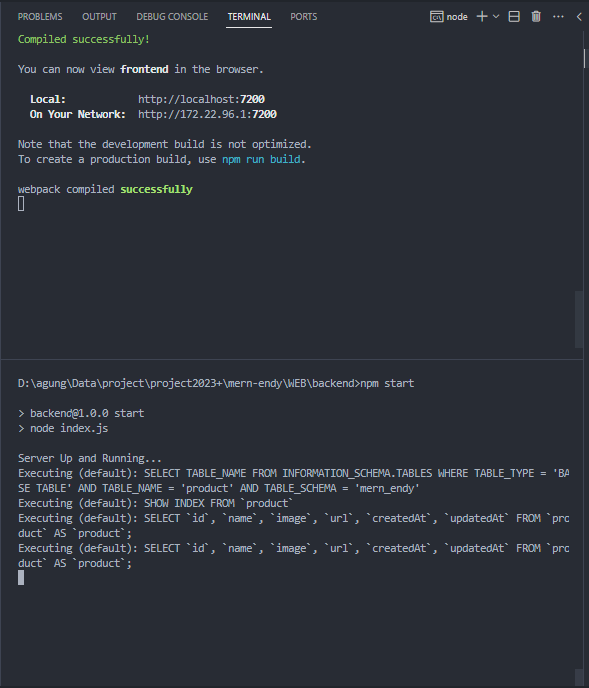 PROBLEMS OUTPUT DEBUG CONSOLE TERMINAL PORTS node
Compiled successfully!
You can now view frontend in the browser.
Local: http://localhost:7200
On Your Network: http://172.22.96.1:7200
Note that the development build is not optimized.
To create a production build, use npm run build.
webpack compiled successfully
D:\agung\Data\project\project2023+\mern-endy\WEB\backend>npm start
> backend@1.0.0 start
> node index.js
Server Up and Running...
Executing (default): SELECT TABLE_NAME FROM INFORMATION_SCHEMA.TABLES WHERE TABLE_TYPE = 'BA
SE TABLE' AND TABLE_NAME = 'product' AND TABLE_SCHEMA = 'mern_endy'
Executing (default): SHOW INDEX FROM `product`
Executing (default): SELECT `id`, `name`, `image`, `url`, `createdAt`, `updatedAt` FROM `pro
duct` AS `product`;
Executing (default): SELECT `id`, `name`, `image`, `url`, `createdAt`, `updatedAt` FROM `pro
duct` AS `product`;